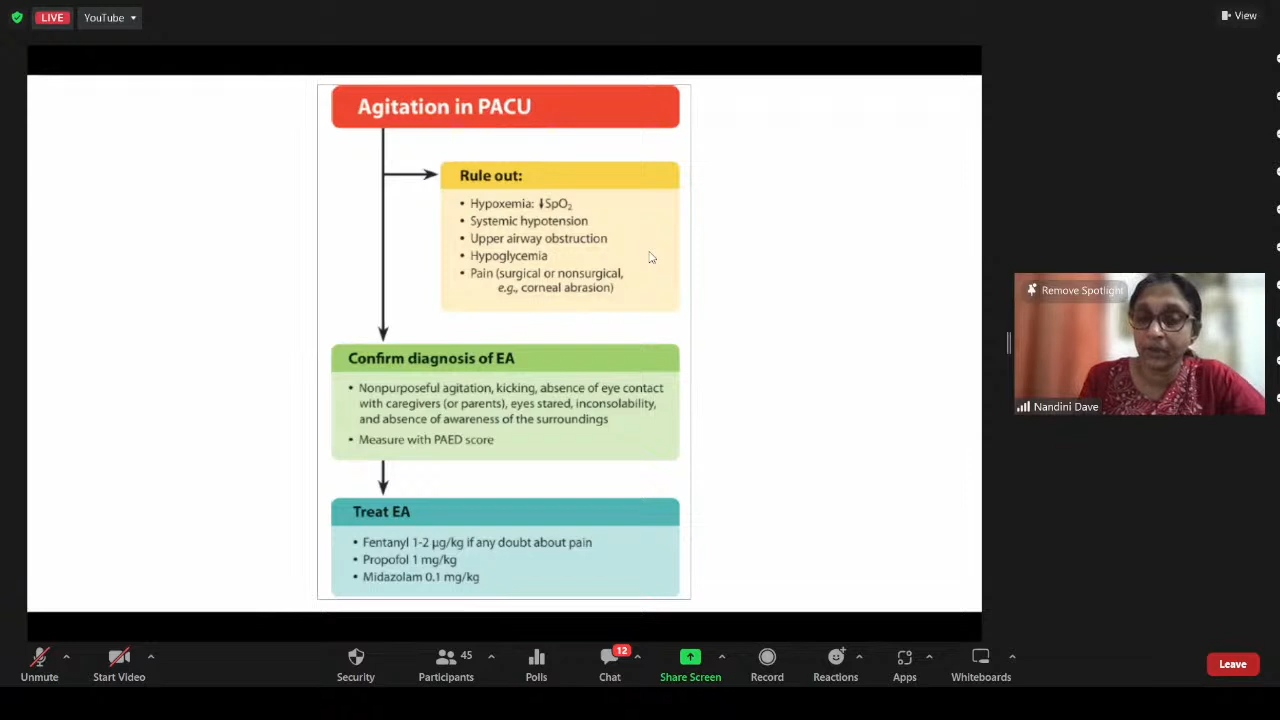 LIVE
YouTube
View
Agitation in PACU
Rule out:
• Hypoxemia: ↓SpO₂
• Systemic hypotension
• Upper airway obstruction
• Hypoglycemia
• Pain (surgical or nonsurgical,
e.g., corneal abrasion)
Confirm diagnosis of EA
• Nonpurposeful agitation, kicking, absence of eye contact
with caregivers (or parents), eyes stared, inconsolability,
and absence of awareness of the surroundings
• Measure with PAED score
Treat EA
• Fentanyl 1-2 µg/kg if any doubt about pain
• Propofol 1 mg/kg
• Midazolam 0.1 mg/kg
Remove Spotlight
Nandini Dave
Unmute
Start Video
Security
45
Participants
Polls
12
Chat
Share Screen
Record
Reactions
Apps
Whiteboards
Leave